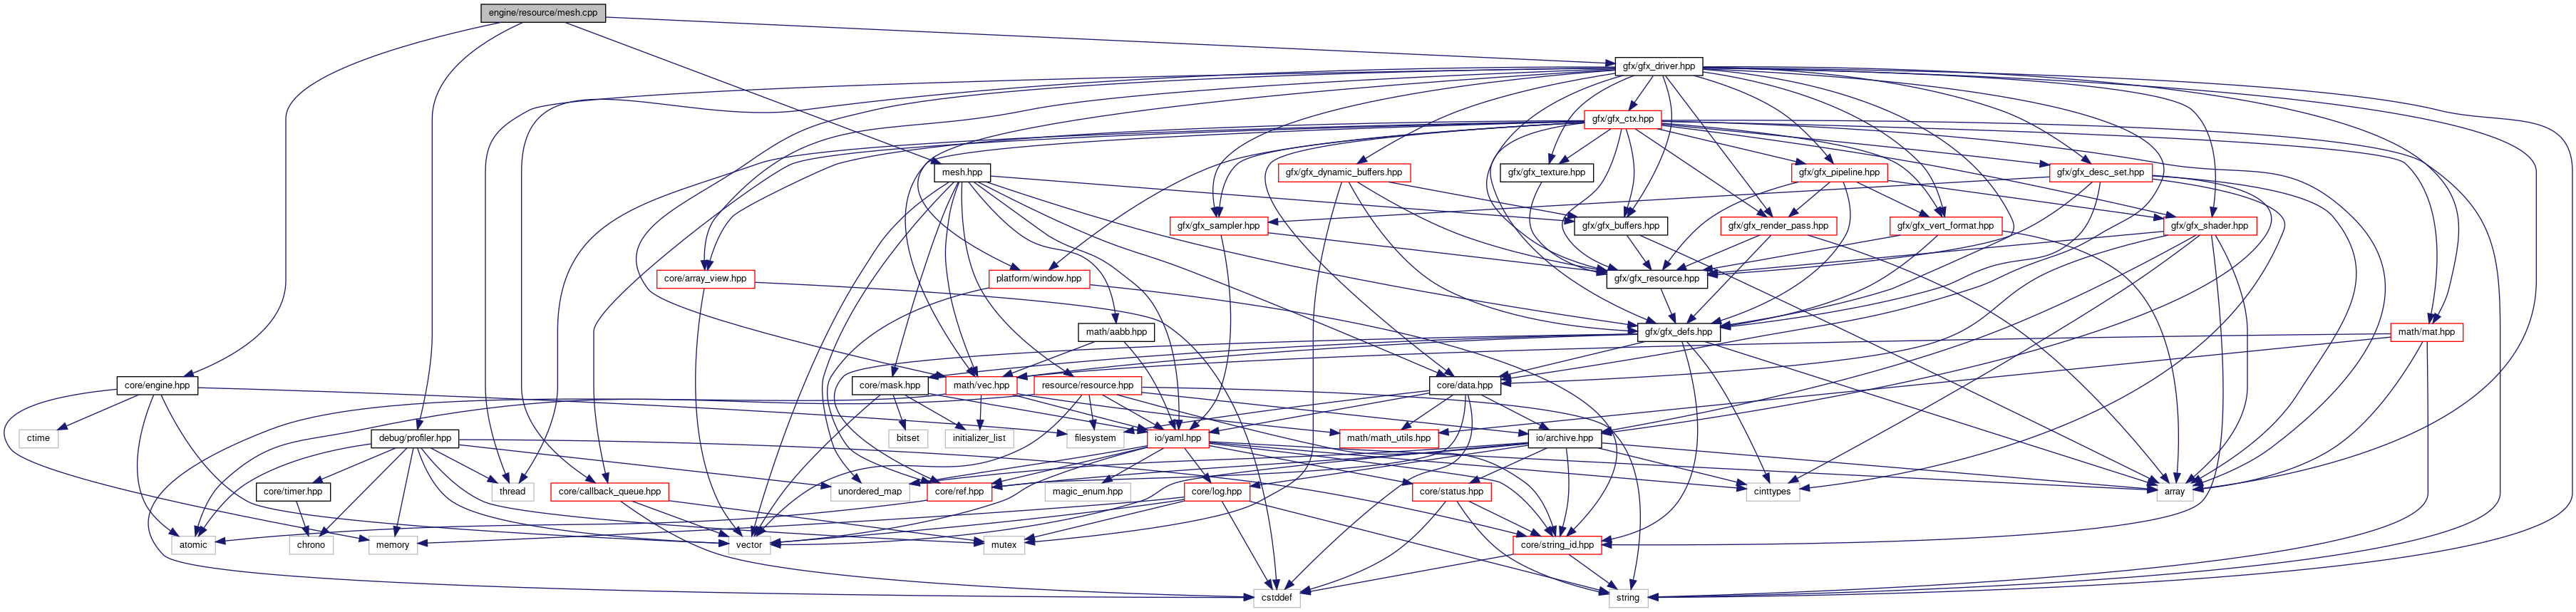 engine/resource/mesh.cpp
gfx/gfx_driver.hpp
gfx/gfx_ctx.hpp
mesh.hpp
gfx/gfx_dynamic_buffers.hpp
gfx/gfx_texture.hpp
gfx/gfx_pipeline.hpp
gfx/gfx_desc_set.hpp
gfx/gfx_sampler.hpp
gfx/gfx_buffers.hpp
gfx/gfx_render_pass.hpp
gfx/gfx_vert_format.hpp
gfx/gfx_shader.hpp
core/array_view.hpp
platform/window.hpp
gfx/gfx_resource.hpp
math/aabb.hpp
gfx/gfx_defs.hpp
math/mat.hpp
core/engine.hpp
core/mask.hpp
math/vec.hpp
resource/resource.hpp
core/data.hpp
ctime
debug/profiler.hpp
bitset
initializer_list
filesystem
io/yaml.hpp
math/math_utils.hpp
io/archive.hpp
core/timer.hpp
thread
core/callback_queue.hpp
unordered_map
core/ref.hpp
magic_enum.hpp
core/log.hpp
core/status.hpp
cinttypes
array
atomic
chrono
memory
vector
mutex
core/string_id.hpp
cstddef
string